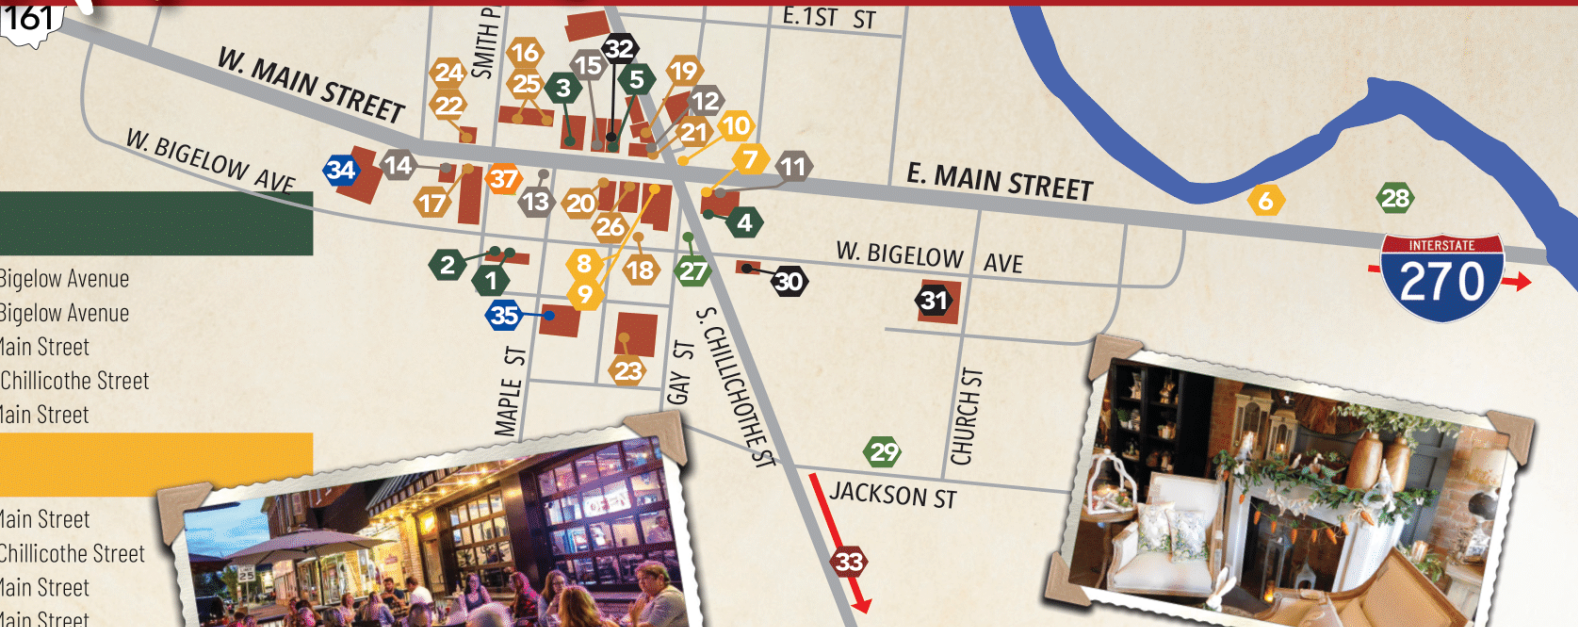 161
E.1ST ST
SMITH P
W. MAIN STREET
W. BIGELOW AVE
16
32
15
24
25
3
5
19
22
12
21
10
7
11
34
14
37
17
13
20
26
4
E. MAIN STREET
6
28
2
1
8
9
18
27
30
W. BIGELOW AVE
31
INTERSTATE
270
35
23
MAPLE ST
GAY ST
S. CHILLICHOTHE ST
CHURCH ST
29
JACKSON ST
33
Bigelow Avenue
Bigelow Avenue
Main Street
Chillicothe Street
Main Street
Main Street
Chillicothe Street
Main Street
Main Street
25